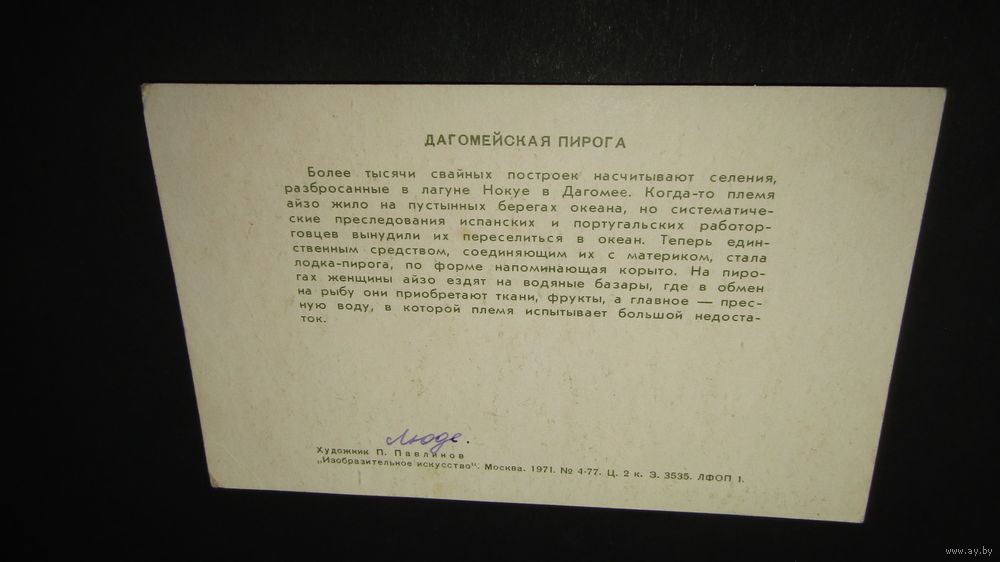 ДАГОМЕЙСКАЯ ПИРОГА
Более тысячи свайных построек насчитывают селения,
разбросанные в лагуне Нокуе в Дагомее. Когда-то племя
айзо жило на пустынных берегах океана, но систематиче-
ские преследования испанских и португальских работор-
говцев вынудили их переселиться в океан. Теперь един-
ственным средством, соединяющим их с материком, стала
лодка-пирога, по форме напоминающая корыто. На пиро-
гах женщины айзо ездят на водяные базары, где в обмен
на рыбу они приобретают ткани, фрукты, а главное — прес-
ную воду, в которой племя испытывает большой недоста-
ток.
Люде.
Художник П. Павлинов
„Изобразительное искусство". Москва. 1971. № 4-77. Ц. 2 к. З. 3535. ЛФОП 1.
www.ay.by